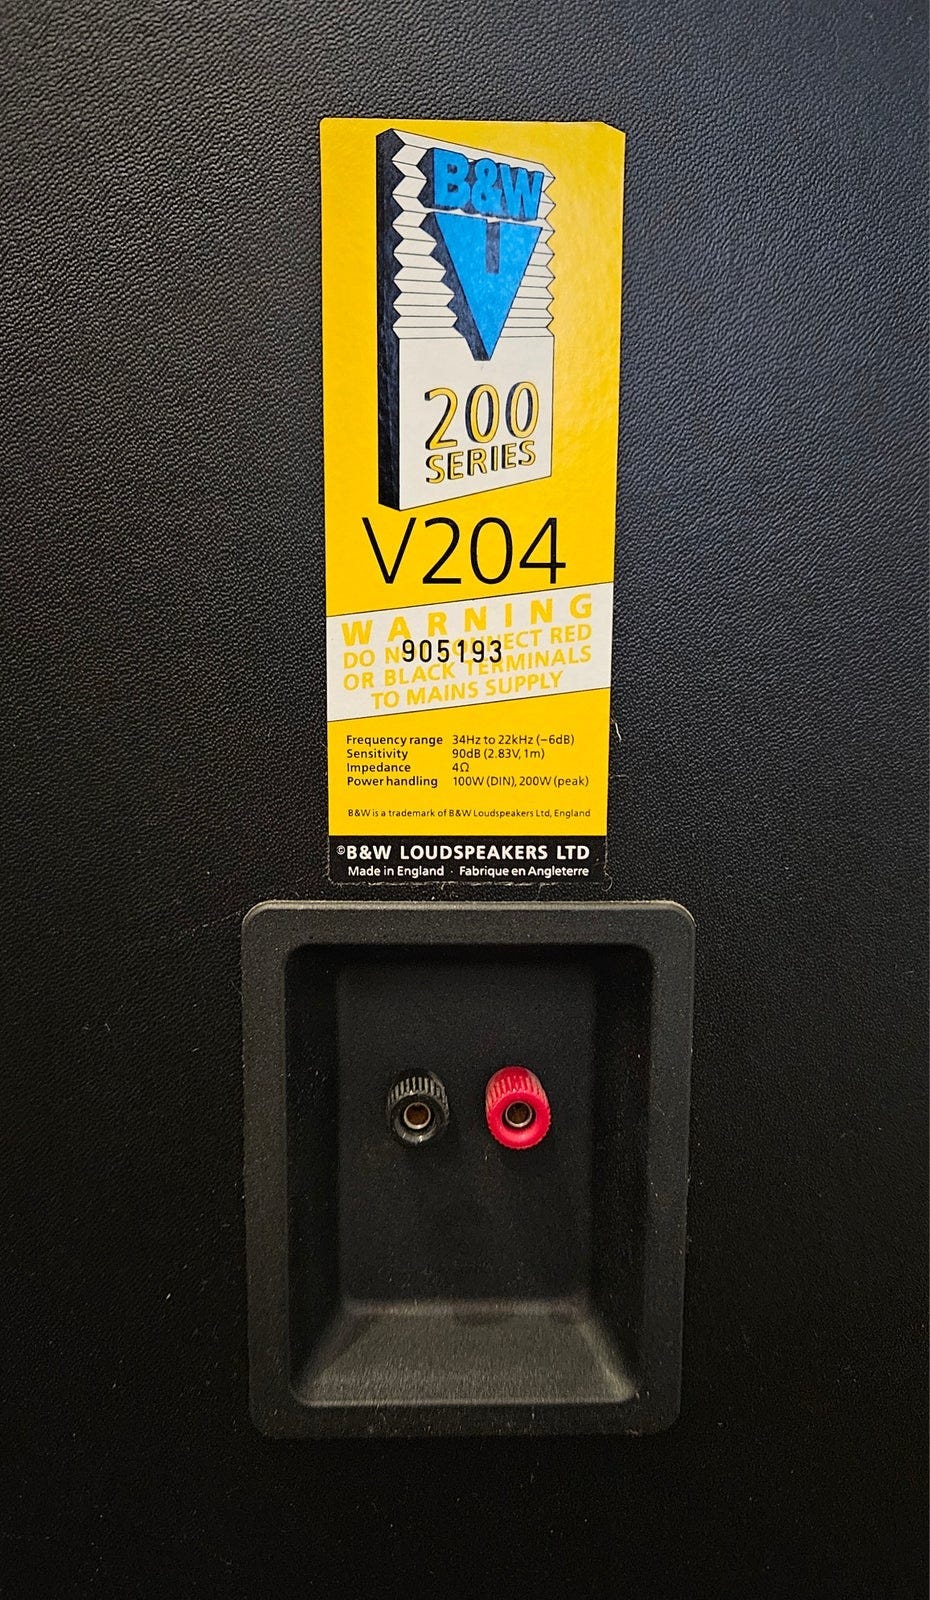 B&W
200
SERIES
V204
WARNING
DO NOT CONNECT RED
905193
OR BLACK TERMINALS
TO MAINS SUPPLY
Frequency range 34Hz to 22kHz (−6dB)
Sensitivity 90dB (2.83V, 1m)
Impedance 4Ω
Power handling 100W (DIN), 200W (peak)
B&W is a trademark of B&W Loudspeakers Ltd, England
©B&W LOUDSPEAKERS LTD
Made in England · Fabrique en Angleterre